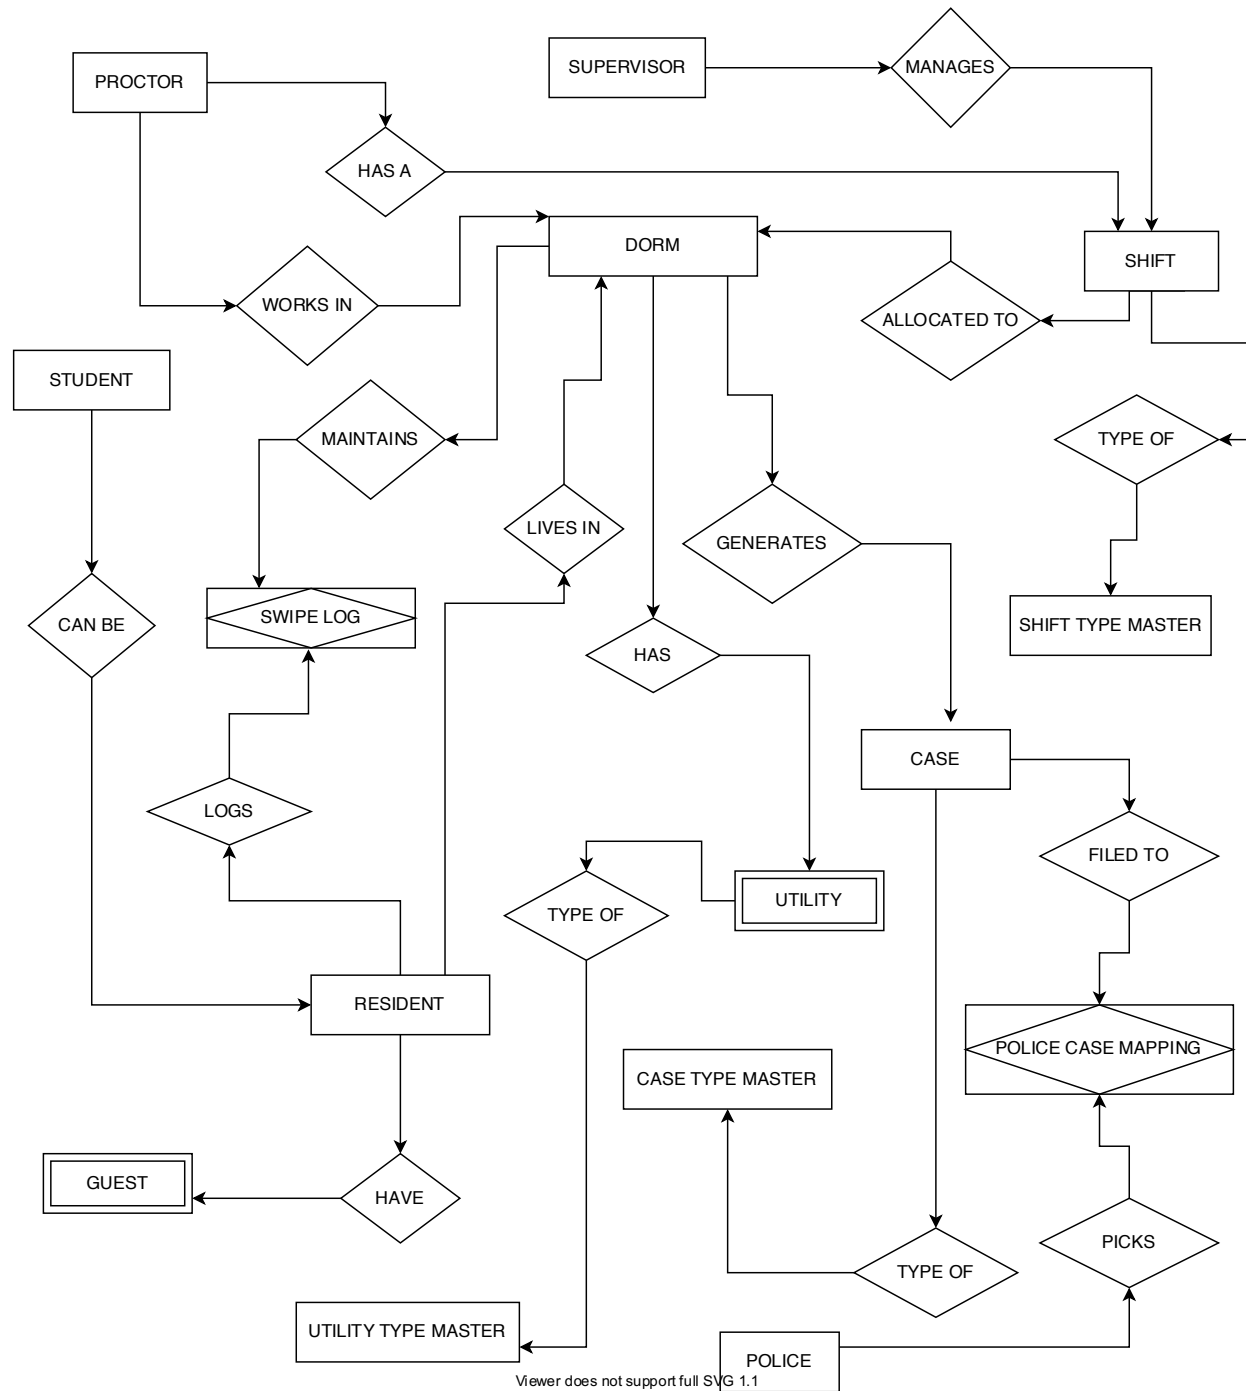 SUPERVISOR
MANAGES
PROCTOR
HAS A
DORM
SHIFT
WORKS IN
ALLOCATED TO
STUDENT
MAINTAINS
TYPE OF
LIVES IN
GENERATES
SWIPE LOG
CAN BE
SHIFT TYPE MASTER
HAS
CASE
LOGS
FILED TO
UTILITY
TYPE OF
RESIDENT
POLICE CASE MAPPING
CASE TYPE MASTER
GUEST
HAVE
PICKS
TYPE OF
UTILITY TYPE MASTER
POLICE
Viewer does not support full SVG 1.1